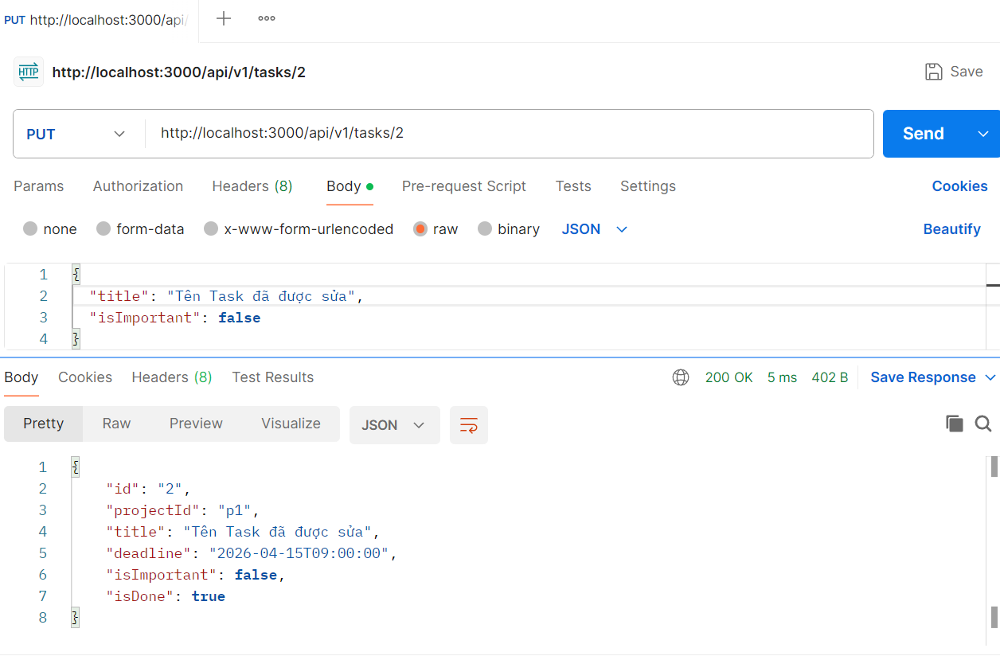 PUT http://localhost:3000/api/
HTTP http://localhost:3000/api/v1/tasks/2 Save
PUT http://localhost:3000/api/v1/tasks/2 Send
Params Authorization Headers (8) Body Pre-request Script Tests Settings Cookies
none form-data x-www-form-urlencoded raw binary JSON Beautify
1 {
2 "title": "Tên Task đã được sửa",
3 "isImportant": false
4 }
Body Cookies Headers (8) Test Results 200 OK 5 ms 402 B Save Response
Pretty Raw Preview Visualize JSON
1 {
2 "id": "2",
3 "projectId": "p1",
4 "title": "Tên Task đã được sửa",
5 "deadline": "2026-04-15T09:00:00",
6 "isImportant": false,
7 "isDone": true
8 }